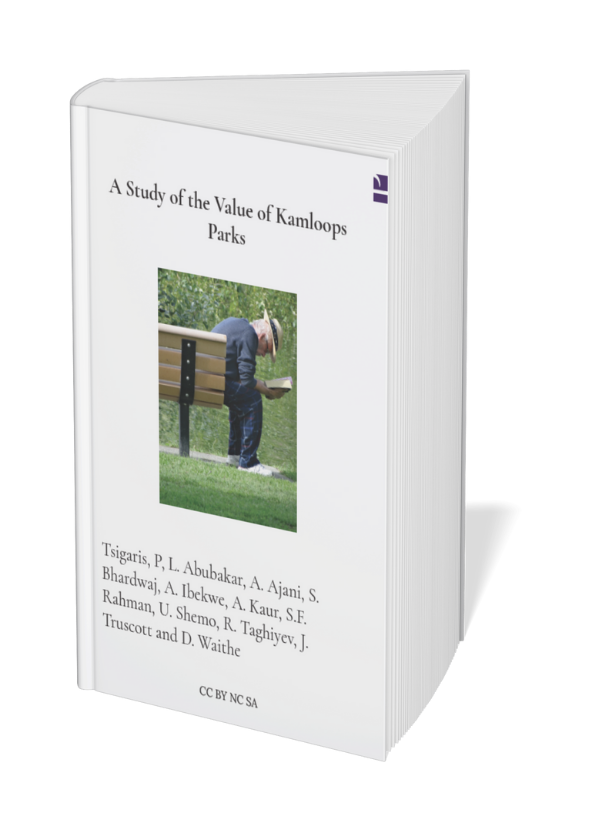 A Study of the Value of Kamloops
Parks
Tsigaris, P, L. Abubakar, A. Ajani, S.
Bhardwaj, A. Ibekwe, A. Kaur, S.F.
Rahman, U. Shemo, R. Taghiyev, J.
Truscott and D. Waithe
CC BY NC SA